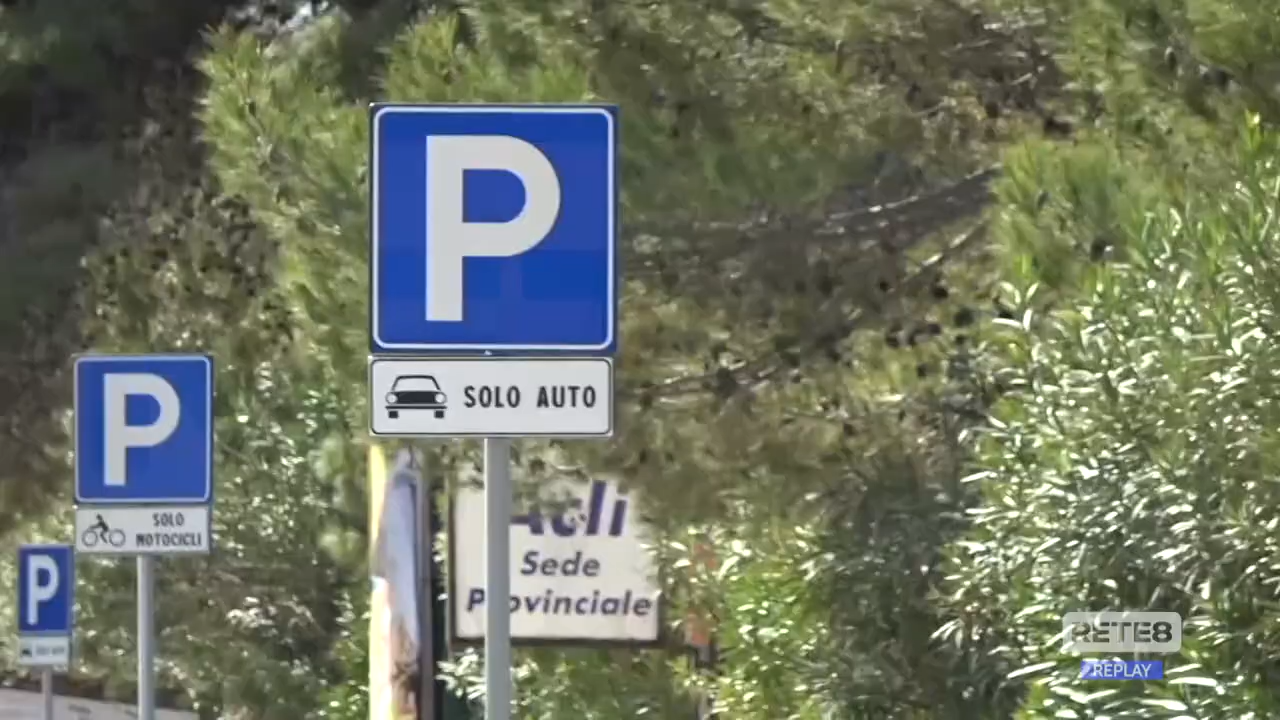 P
SOLO AUTO
P
SOLO
MOTOCICLI
P
Acli
Sede
Provinciale
RETE8
REPLAY